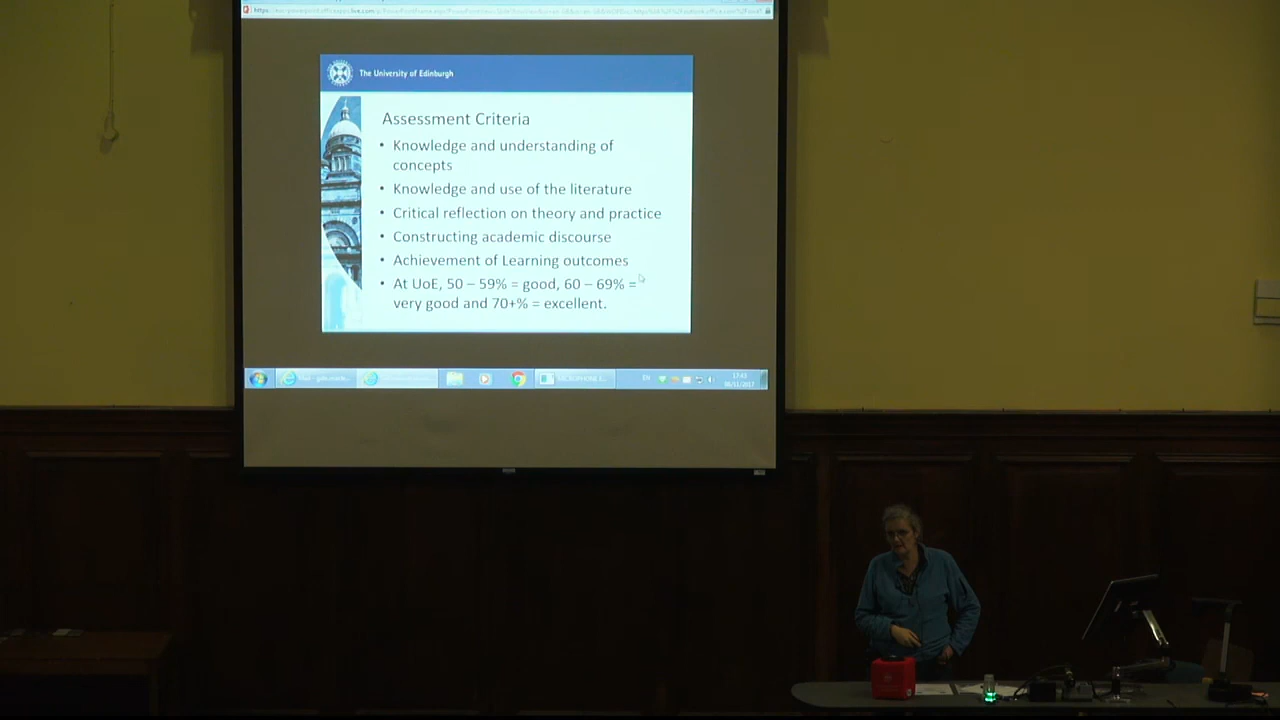 The University of Edinburgh
Assessment Criteria
• Knowledge and understanding of
concepts
• Knowledge and use of the literature
• Critical reflection on theory and practice
• Constructing academic discourse
• Achievement of Learning outcomes
• At UoE, 50 – 59% = good, 60 – 69% =
very good and 70+% = excellent.
EN